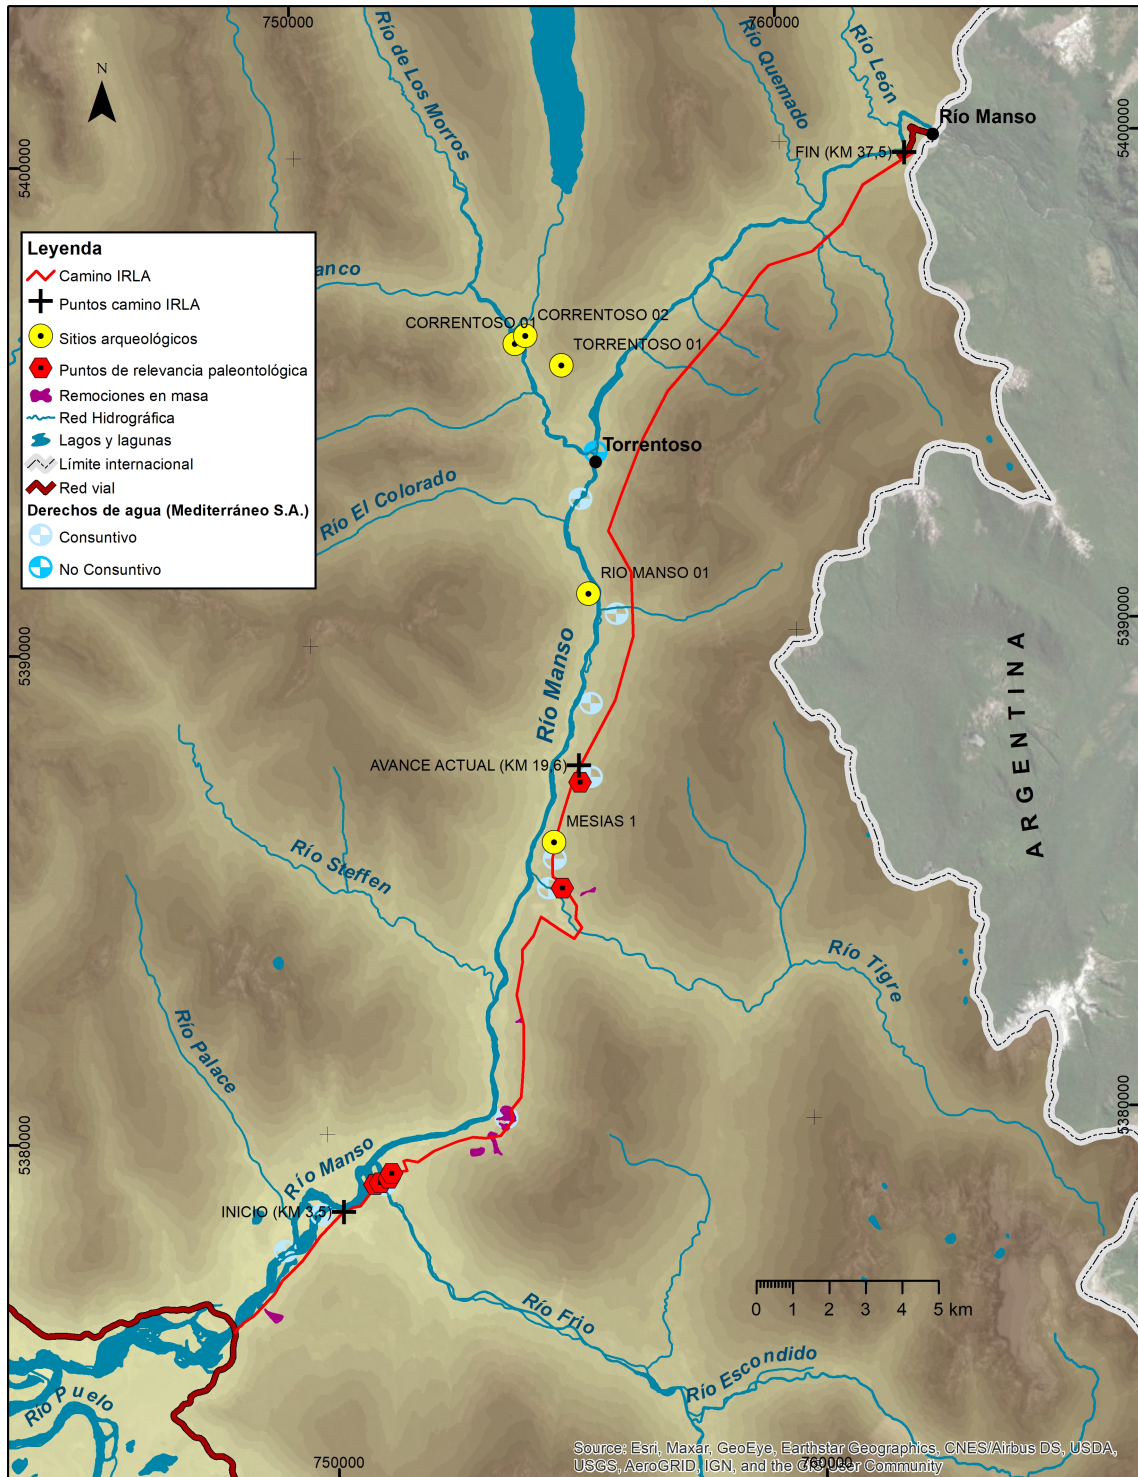 750000
760000
N
Río de Los Morros
Río Quemado
Río León
Río Manso
FIN (KM 37,5)
5400000
5400000
Leyenda
Camino IRLA
Puntos camino IRLA
Sitios arqueológicos
Puntos de relevancia paleontológica
Remociones en masa
Red Hidrográfica
Lagos y lagunas
Límite internacional
Red vial
Derechos de agua (Mediterráneo S.A.)
Consuntivo
No Consuntivo
anco
CORRENTOSO 02
CORRENTOSO 01
TORRENTOSO 01
Torrentoso
Río El Colorado
RIO MANSO 01
5390000
5390000
Río Manso
ARGENTINA
AVANCE ACTUAL (KM 19,6)
MESIAS 1
Río Steffen
Río Tigre
Río Palace
5380000
5380000
Río Manso
INICIO (KM 3,5)
0 1 2 3 4 5 km
Río Frio
Río Escondido
Río Puelo
Source: Esri, Maxar, GeoEye, Earthstar Geographics, CNES/Airbus DS, USDA,
USGS, AeroGRID, IGN, and the GIS User Community
750000
760000